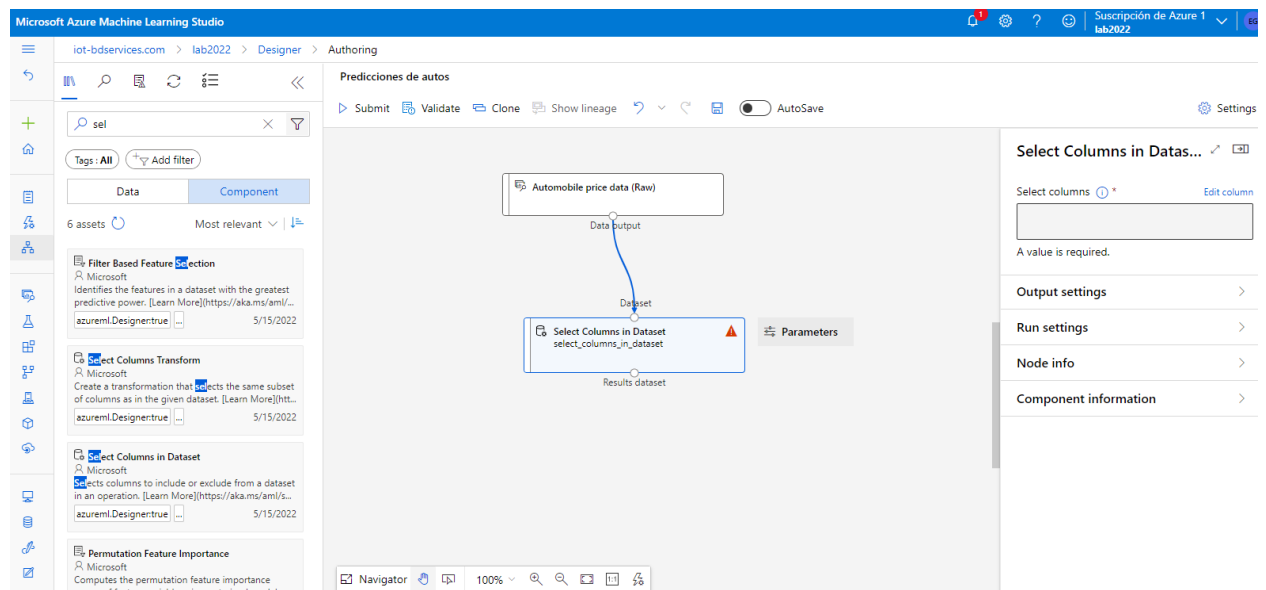 Microsoft Azure Machine Learning Studio
1
Suscripción de Azure 1
lab2022
EG
iot-bdservices.com > lab2022 > Designer > Authoring
Predicciones de autos
Submit Validate Clone Show lineage AutoSave
Settings
sel
Tags : All
Add filter
Data Component
6 assets
Most relevant
Filter Based Feature Selection
Microsoft
Identifies the features in a dataset with the greatest
predictive power. [Learn More](https://aka.ms/aml/...
azureml.Designer:true ... 5/15/2022
Select Columns Transform
Microsoft
Create a transformation that selects the same subset
of columns as in the given dataset. [Learn More](htt...
azureml.Designer:true ... 5/15/2022
Select Columns in Dataset
Microsoft
Selects columns to include or exclude from a dataset
in an operation. [Learn More](https://aka.ms/aml/s...
azureml.Designer:true ... 5/15/2022
Permutation Feature Importance
Microsoft
Computes the permutation feature importance
Automobile price data (Raw)
Data output
Dataset
Select Columns in Dataset
select_columns_in_dataset
Parameters
Results dataset
Navigator 100% 1:1
Select Columns in Datas...
Select columns * Edit column
A value is required.
Output settings
Run settings
Node info
Component information